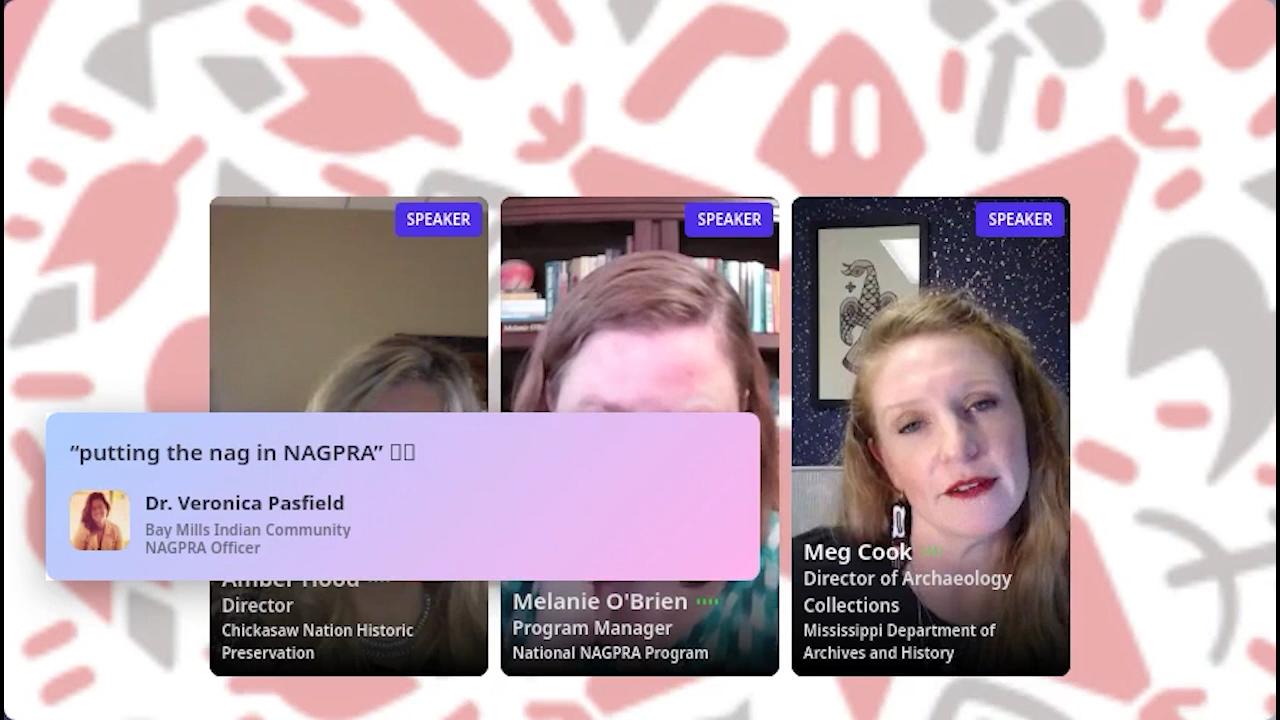 SPEAKER
SPEAKER
SPEAKER
“putting the nag in NAGPRA”
Dr. Veronica Pasfield
Bay Mills Indian Community
NAGPRA Officer
Amber Hood
Director
Chickasaw Nation Historic
Preservation
Melanie O'Brien
Program Manager
National NAGPRA Program
Meg Cook
Director of Archaeology
Collections
Mississippi Department of
Archives and History